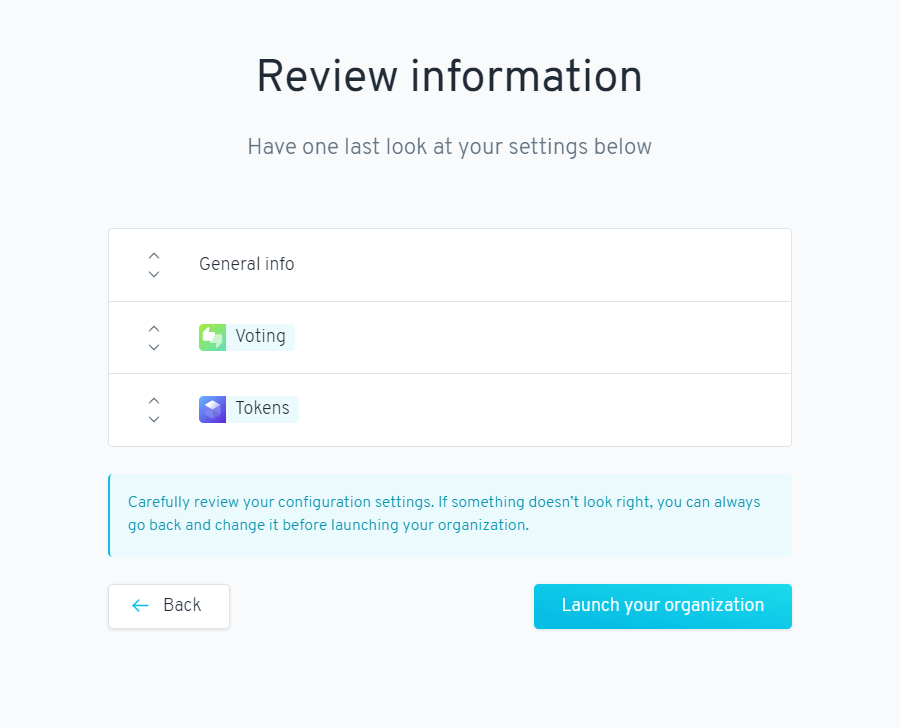 Review information
Have one last look at your settings below
General info
Voting
Tokens
Carefully review your configuration settings. If something doesn't look right, you can always
go back and change it before launching your organization.
Back
Launch your organization